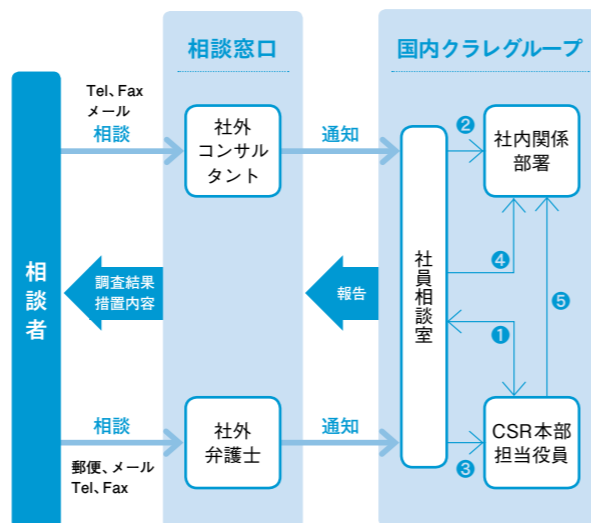 相談窓口
国内クラレグループ
Tel、Fax
メール
相談
社外
コンサル
タント
通知
❷
社内関係
部署
相談者
調査結果
措置内容
報告
社員相談室
❹
❺
❶
相談
郵便、メール
Tel、Fax
社外
弁護士
通知
❸
CSR本部
担当役員